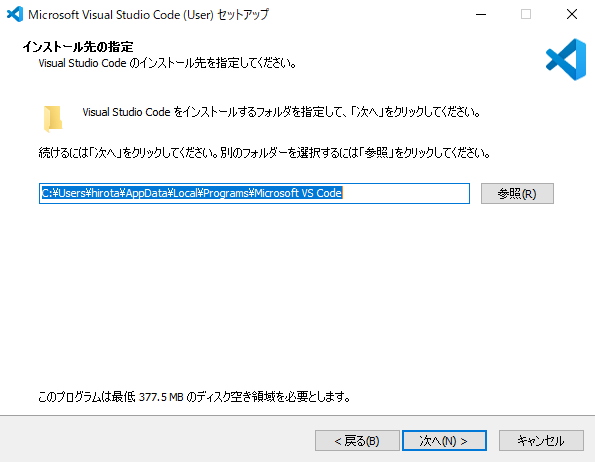 Microsoft Visual Studio Code (User) セットアップ
インストール先の指定
Visual Studio Code のインストール先を指定してください。
Visual Studio Code をインストールするフォルダを指定して、「次へ」をクリックしてください。
続けるには「次へ」をクリックしてください。別のフォルダーを選択するには「参照」をクリックしてください。
C:¥Users¥hirota¥AppData¥Local¥Programs¥Microsoft VS Code
参照(R)
このプログラムは最低 377.5 MB のディスク空き領域を必要とします。
< 戻る(B)
次へ(N) >
キャンセル